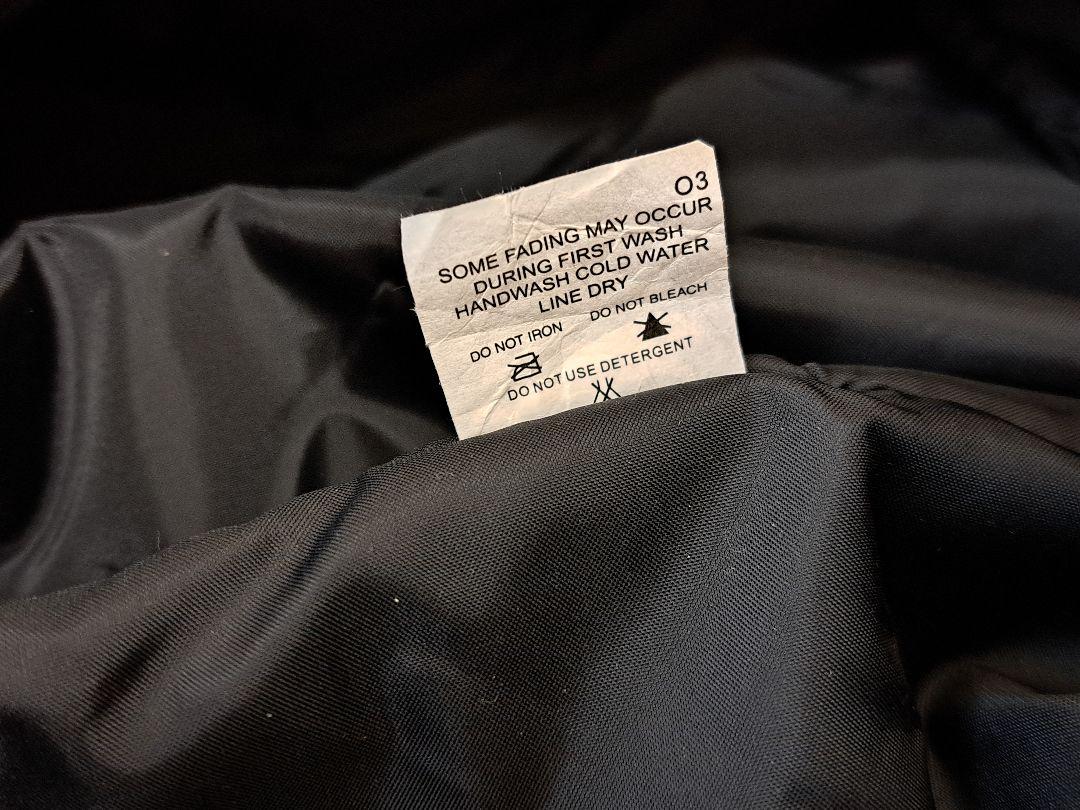 03
SOME FADING MAY OCCUR
DURING FIRST WASH
HANDWASH COLD WATER
LINE DRY
DO NOT IRON DO NOT BLEACH
DO NOT USE DETERGENT